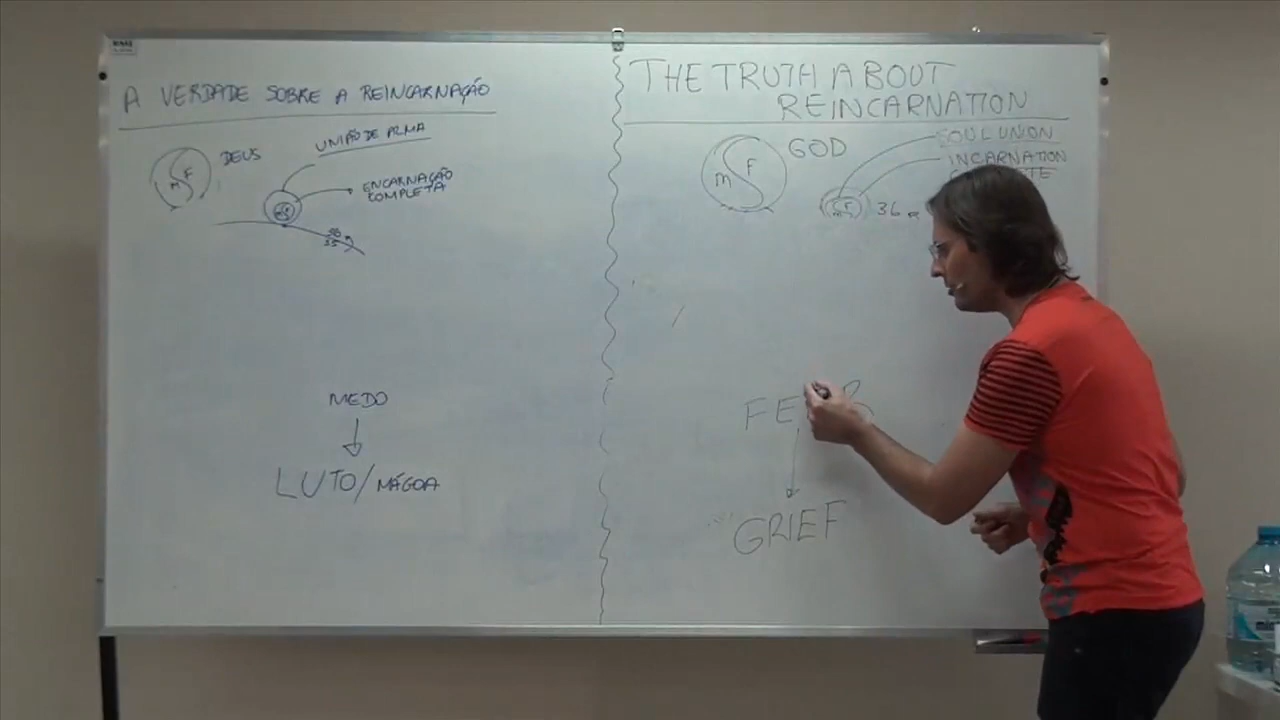 A VERDADE SOBRE A REINCARNAÇÃO
M F
DEUS
UNIÃO DE ALMA
ENCARNAÇÃO
COMPLETA
MEDO
LUTO/MÁGOA
THE TRUTH ABOUT
REINCARNATION
M F
GOD
SOUL UNION
INCARNATION
36
GRIEF